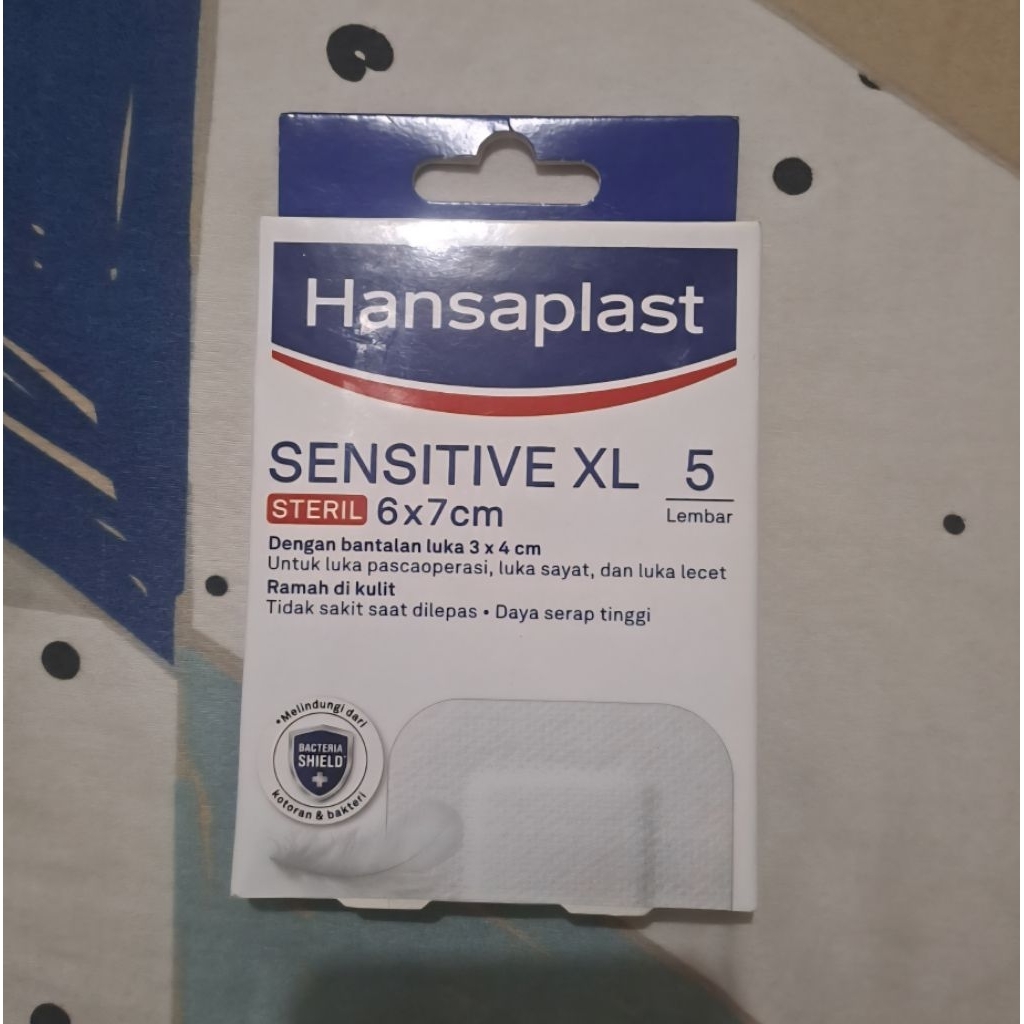 Hansaplast
SENSITIVE XL
5
Lembar
STERIL 6x7cm
Dengan bantalan luka 3 x 4 cm
Untuk luka pascaoperasi, luka sayat, dan luka lecet
Ramah di kulit
Tidak sakit saat dilepas • Daya serap tinggi
*Melindungi dari
BACTERIA
SHIELD
kotoran & bakteri